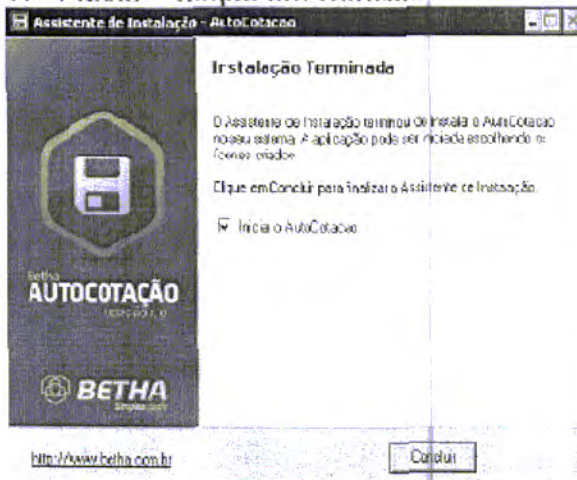 Assistente de Instalação - AutoCotacao
Instalação Terminada
O Assistente de Instalação terminou de instalar o AutoCotacao
no seu sistema. A aplicação pode ser iniciada escolhendo os
ícones criados.
Clique em Concluir para finalizar o Assistente de Instalação.
Iniciar o AutoCotacao
Betha
AUTOCOTAÇÃO
BETHA
http://www.betha.com.br
Concluir